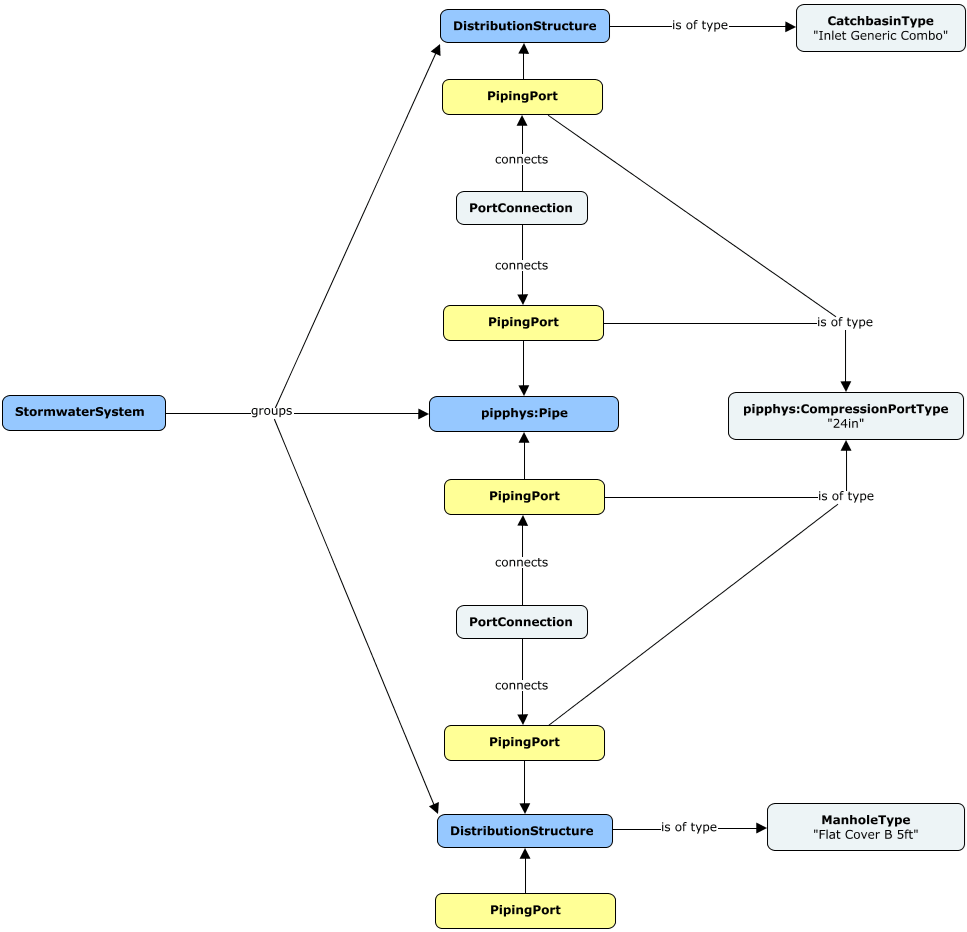 DistributionStructure
is of type
CatchbasinType
"Inlet Generic Combo"
PipingPort
connects
PortConnection
connects
PipingPort
is of type
StormwaterSystem
groups
pipphys:Pipe
pipphys:CompressionPortType
"24in"
PipingPort
is of type
connects
PortConnection
connects
PipingPort
DistributionStructure
is of type
ManholeType
"Flat Cover B 5ft"
PipingPort